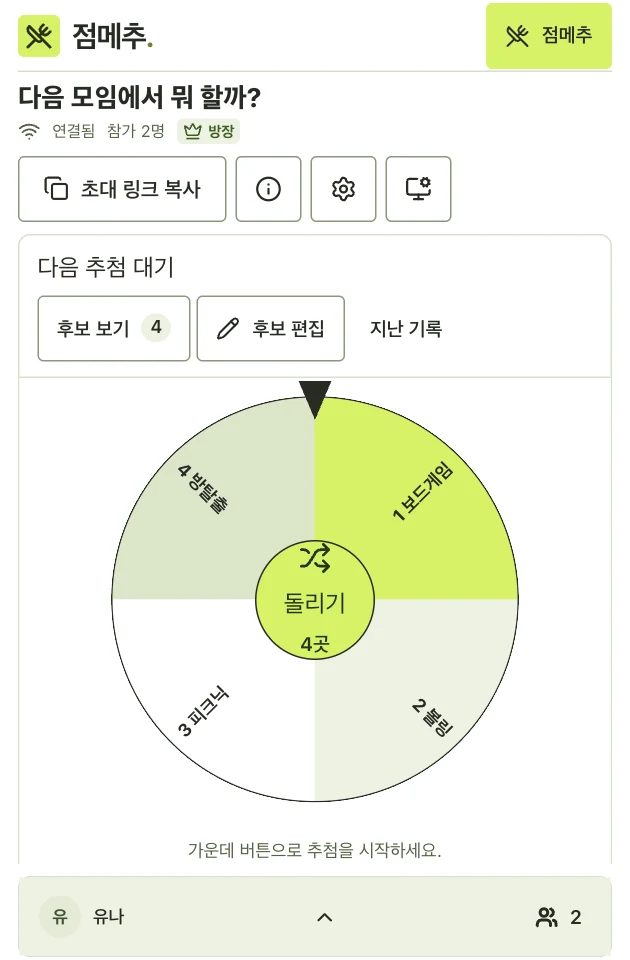 점메추.
점메추
다음 모임에서 뭐 할까?
연결됨 참가 2명 방장
초대 링크 복사
다음 추첨 대기
후보 보기 4 후보 편집 지난 기록
4 방탈출
1 보드게임
돌리기
4곳
3 피크닉
2 볼링
가운데 버튼으로 추첨을 시작하세요.
유 유나 2